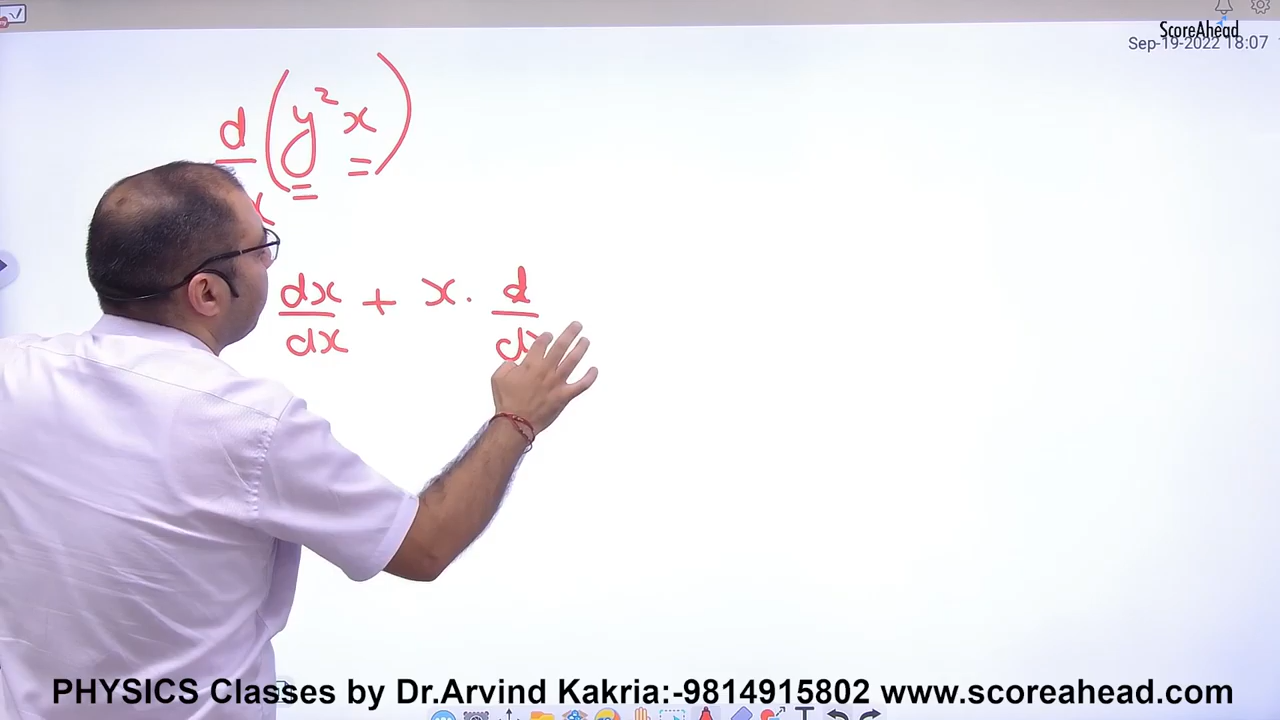 ScoreAhead
Sep-19-2022 18:07
d (y²x)
x
dx + x . d
dx dx
PHYSICS Classes by Dr.Arvind Kakria:-9814915802 www.scoreahead.com